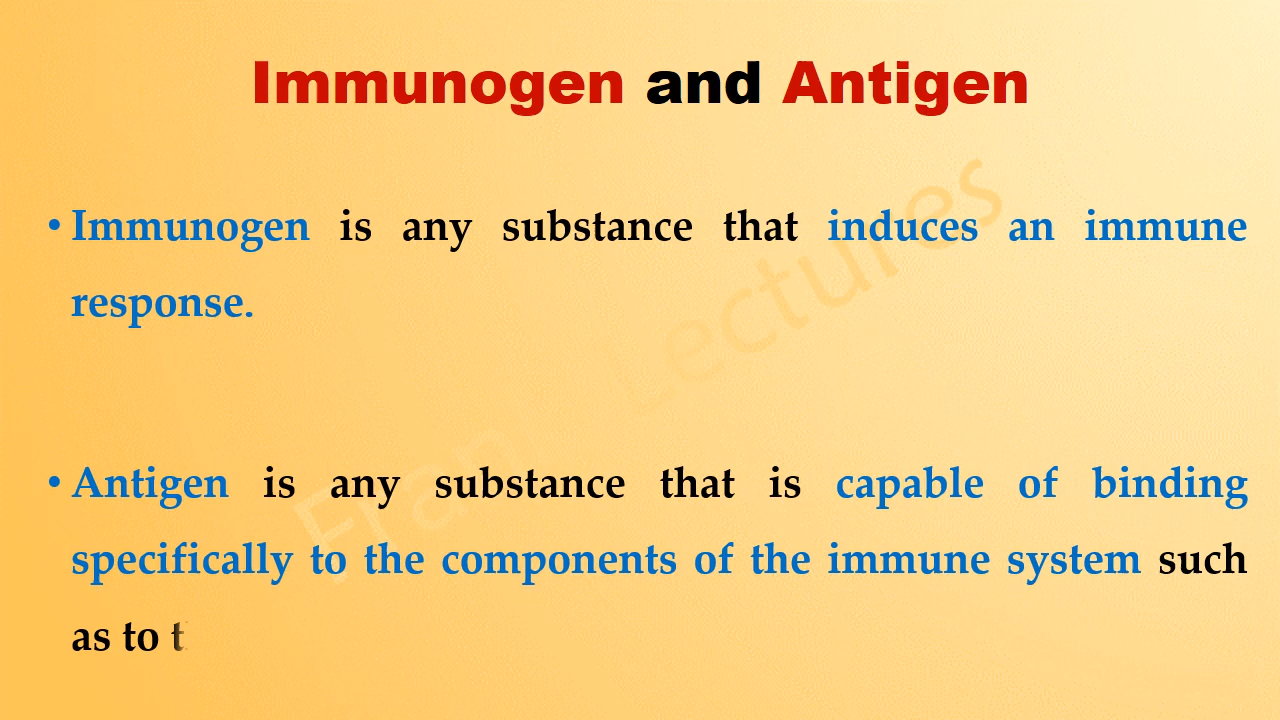 Immunogen and Antigen
• Immunogen is any substance that induces an immune
response.
• Antigen is any substance that is capable of binding
specifically to the components of the immune system such
as to t
Lectures